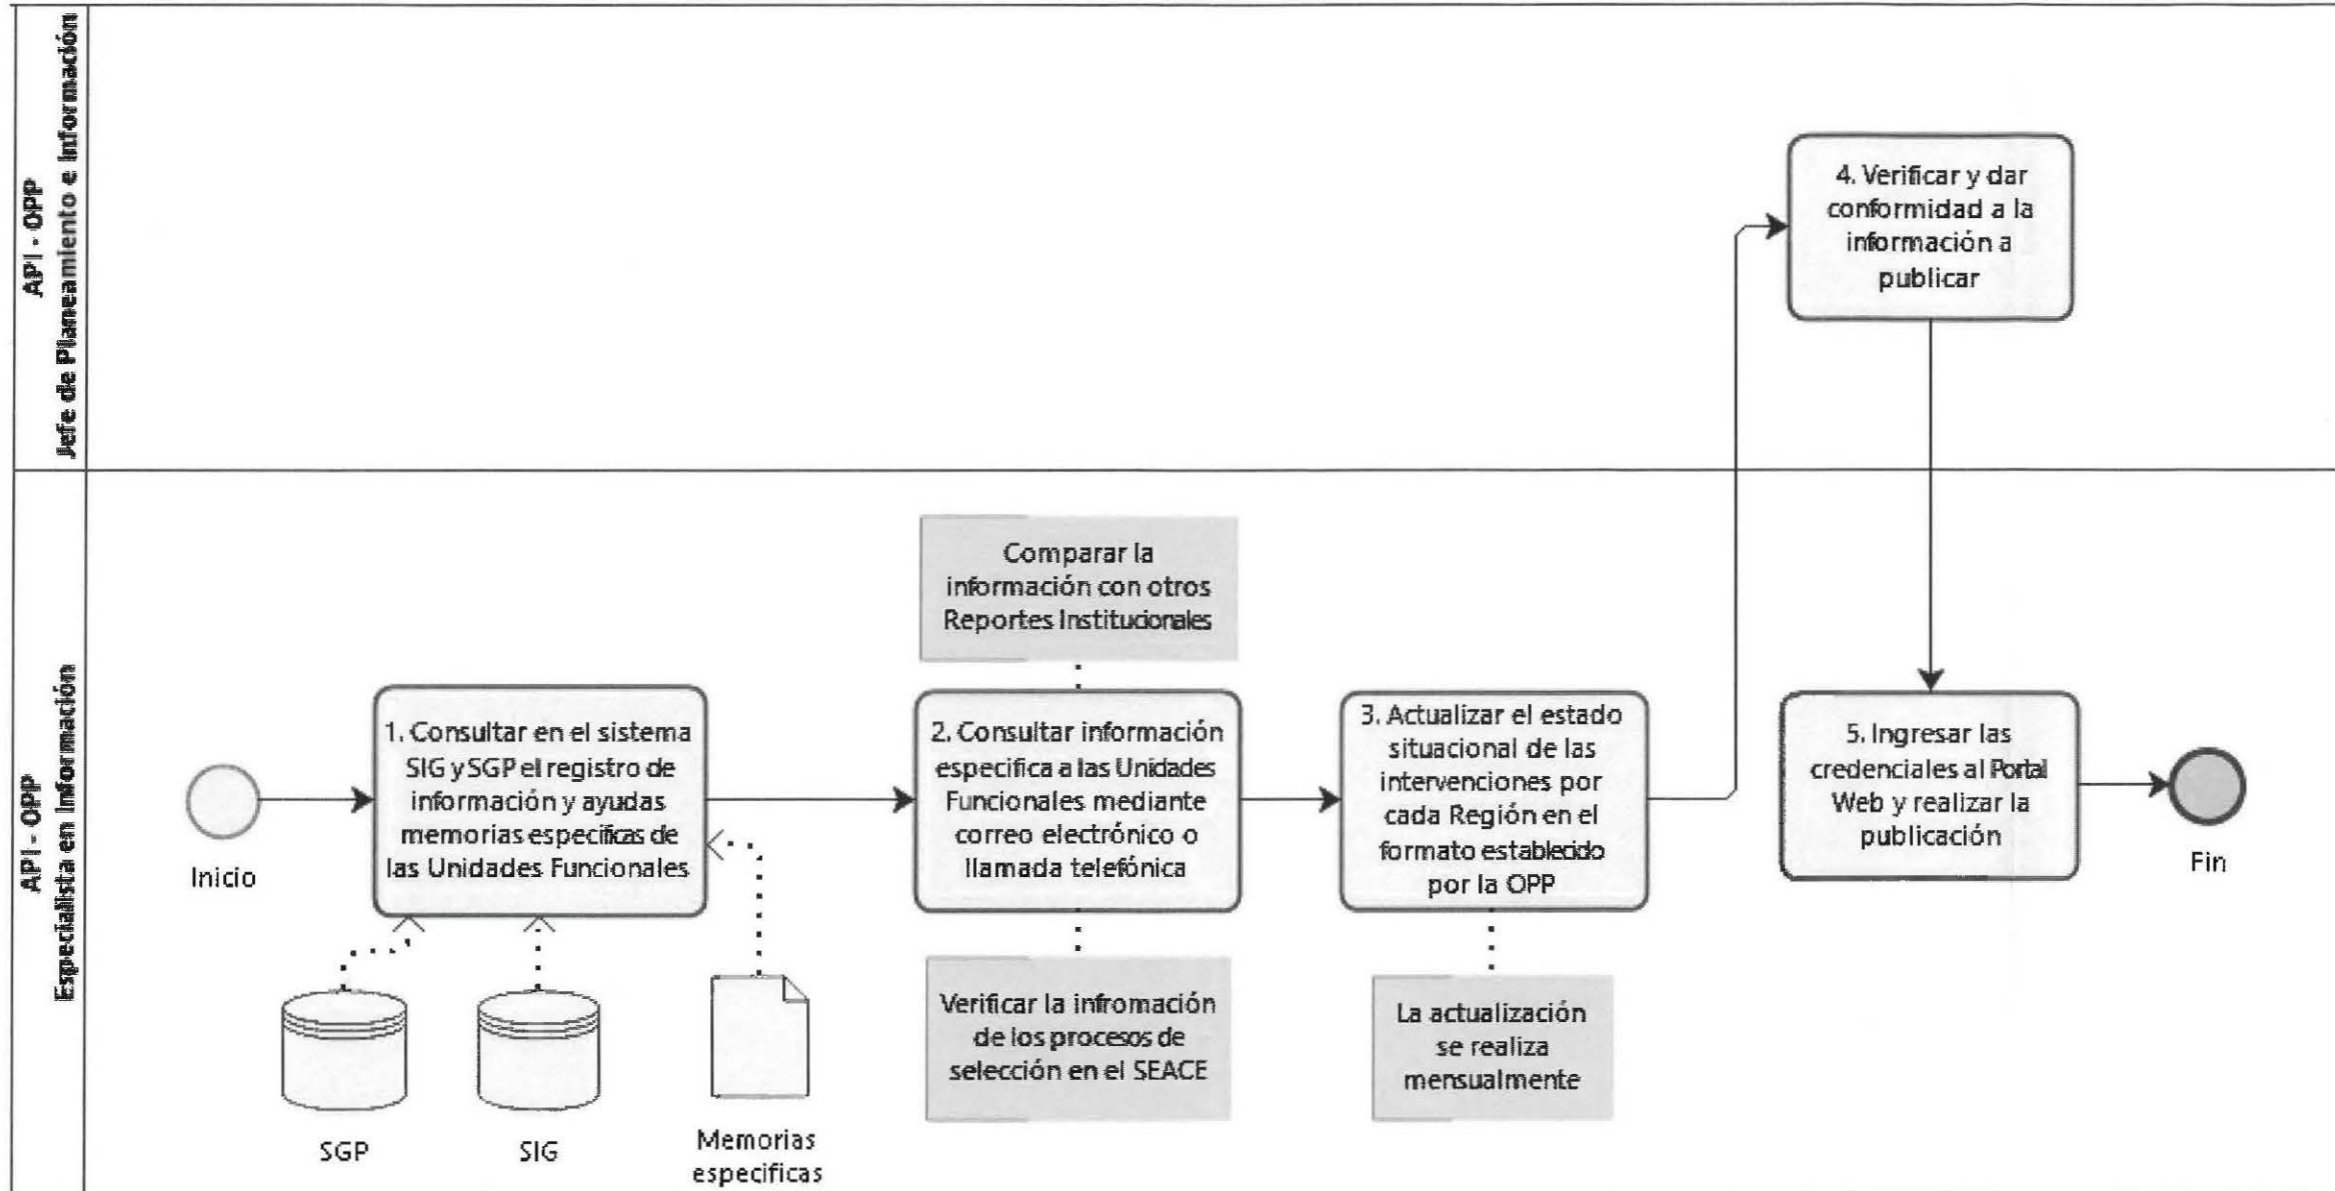 API - OPP
Jefe de Planeamiento e Información
4. Verificar y dar
conformidad a la
información a
publicar
API - OPP
Especialista en Información
Inicio
1. Consultar en el sistema
SIG y SGP el registro de
información y ayudas
memorias especificas de
las Unidades Funcionales
SGP
SIG
Memorias
especificas
Comparar la
información con otros
Reportes Institucionales
2. Consultar información
especifica a las Unidades
Funcionales mediante
correo electrónico o
llamada telefónica
Verificar la infromación
de los procesos de
selección en el SEACE
3. Actualizar el estado
situacional de las
intervenciones por
cada Región en el
formato establecido
por la OPP
La actualización
se realiza
mensualmente
5. Ingresar las
credenciales al Portal
Web y realizar la
publicación
Fin